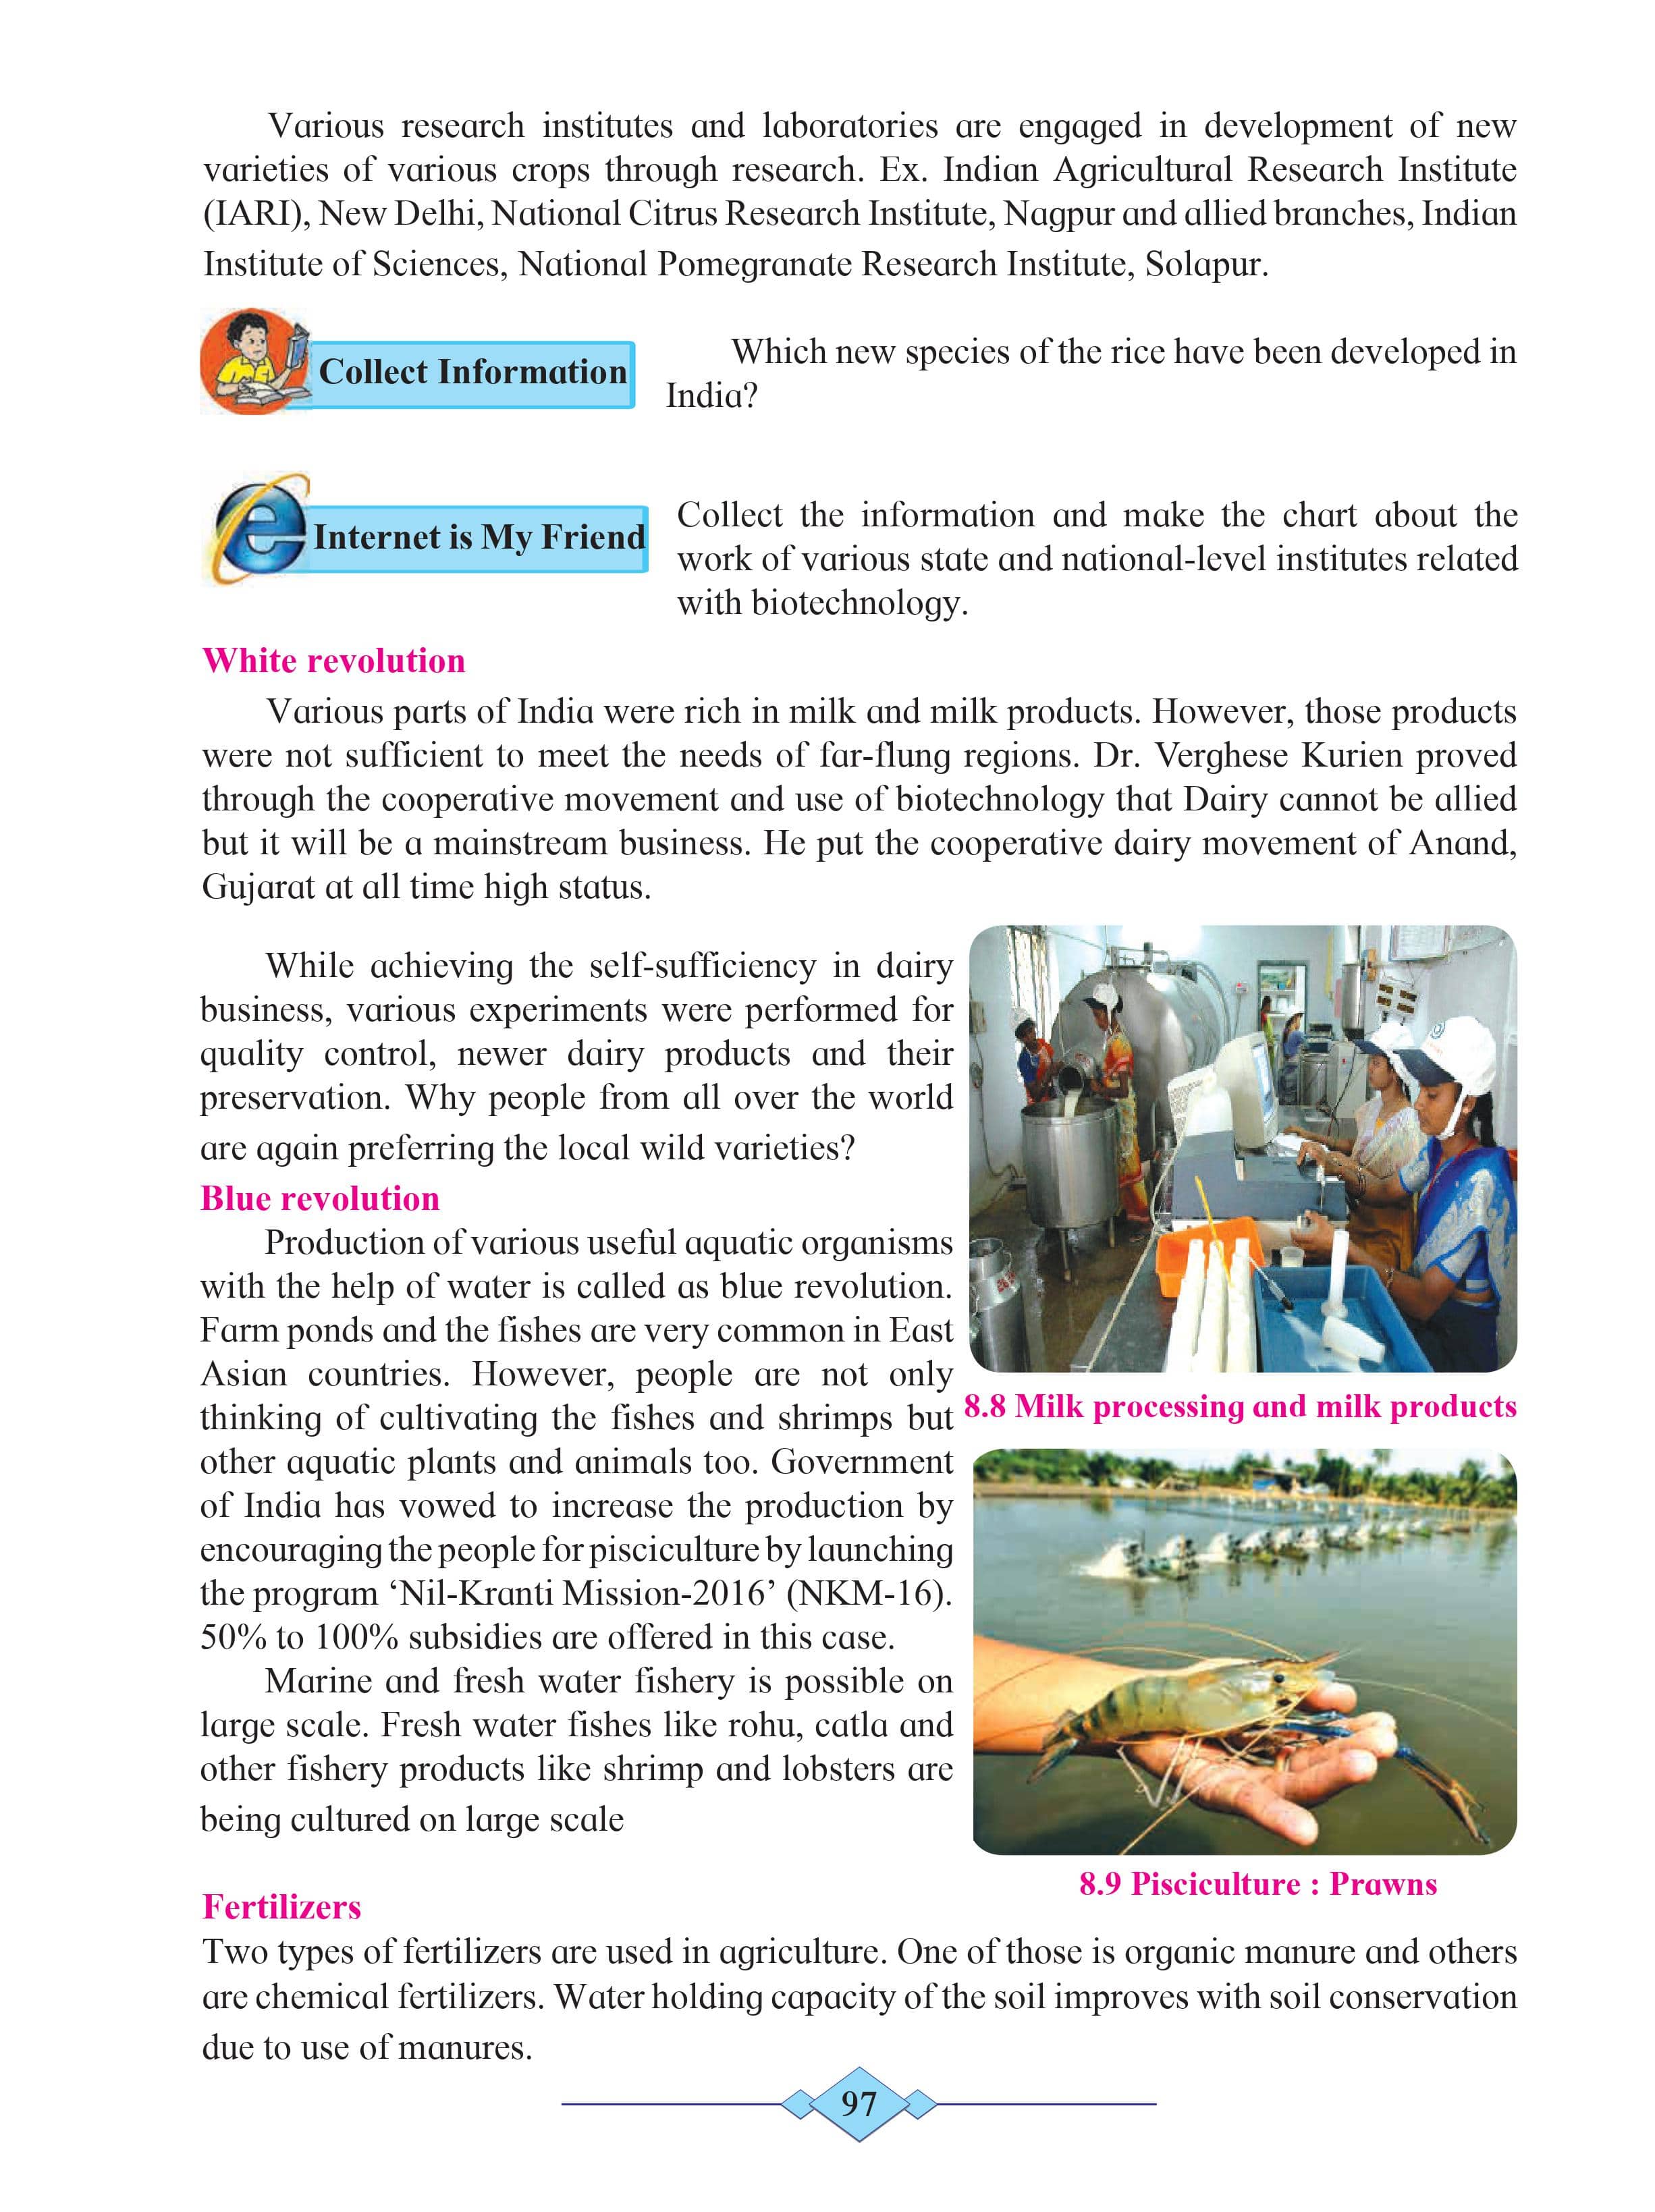 Various research institutes and laboratories are engaged in development of new
varieties of various crops through research. Ex. Indian Agricultural Research Institute
(IARI), New Delhi, National Citrus Research Institute, Nagpur and allied branches, Indian
Institute of Sciences, National Pomegranate Research Institute, Solapur.
Collect Information
Which new species of the rice have been developed in
India?
Internet is My Friend
Collect the information and make the chart about the
work of various state and national-level institutes related
with biotechnology.
White revolution
Various parts of India were rich in milk and milk products. However, those products
were not sufficient to meet the needs of far-flung regions. Dr. Verghese Kurien proved
through the cooperative movement and use of biotechnology that Dairy cannot be allied
but it will be a mainstream business. He put the cooperative dairy movement of Anand,
Gujarat at all time high status.
While achieving the self-sufficiency in dairy
business, various experiments were performed for
quality control, newer dairy products and their
preservation. Why people from all over the world
are again preferring the local wild varieties?
Blue revolution
Production of various useful aquatic organisms
with the help of water is called as blue revolution.
Farm ponds and the fishes are very common in East
Asian countries. However, people are not only
thinking of cultivating the fishes and shrimps but
other aquatic plants and animals too. Government
of India has vowed to increase the production by
encouraging the people for pisciculture by launching
the program ‘Nil-Kranti Mission-2016’ (NKM-16).
50% to 100% subsidies are offered in this case.
Marine and fresh water fishery is possible on
large scale. Fresh water fishes like rohu, catla and
other fishery products like shrimp and lobsters are
being cultured on large scale
8.8 Milk processing and milk products
8.9 Pisciculture : Prawns
Fertilizers
Two types of fertilizers are used in agriculture. One of those is organic manure and others
are chemical fertilizers. Water holding capacity of the soil improves with soil conservation
due to use of manures.
97